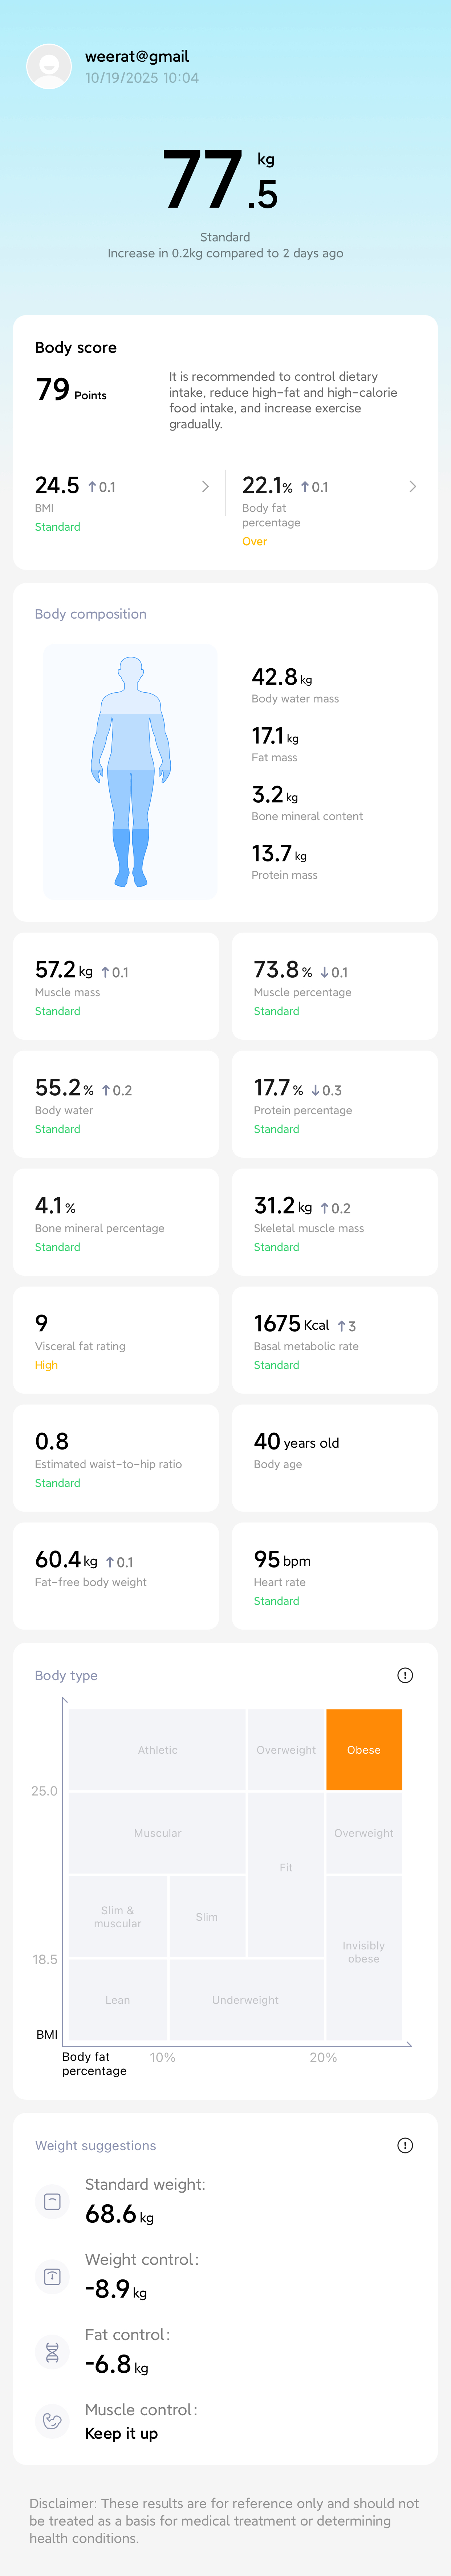 weerat@gmail
10/19/2025 10:04
77.5 kg
Standard
Increase in 0.2kg compared to 2 days ago
Body score
79 Points
It is recommended to control dietary
intake, reduce high-fat and high-calorie
food intake, and increase exercise
gradually.
24.5 ↑0.1
BMI
Standard
22.1% ↑0.1
Body fat
percentage
Over
Body composition
42.8 kg
Body water mass
17.1 kg
Fat mass
3.2 kg
Bone mineral content
13.7 kg
Protein mass
57.2 kg ↑0.1
Muscle mass
Standard
73.8 % ↓0.1
Muscle percentage
Standard
55.2 % ↑0.2
Body water
Standard
17.7 % ↓0.3
Protein percentage
Standard
4.1 %
Bone mineral percentage
Standard
31.2 kg ↑0.2
Skeletal muscle mass
Standard
9
Visceral fat rating
High
1675 Kcal ↑3
Basal metabolic rate
Standard
0.8
Estimated waist-to-hip ratio
Standard
40 years old
Body age
60.4 kg ↑0.1
Fat-free body weight
95 bpm
Heart rate
Standard
Body type
Athletic
Overweight
Obese
25.0
Muscular
Overweight
Fit
Slim &
muscular
Slim
Invisibly
obese
18.5
Lean
Underweight
BMI
Body fat
percentage
10%
20%
Weight suggestions
Standard weight:
68.6 kg
Weight control:
-8.9 kg
Fat control:
-6.8 kg
Muscle control:
Keep it up
Disclaimer: These results are for reference only and should not
be treated as a basis for medical treatment or determining
health conditions.